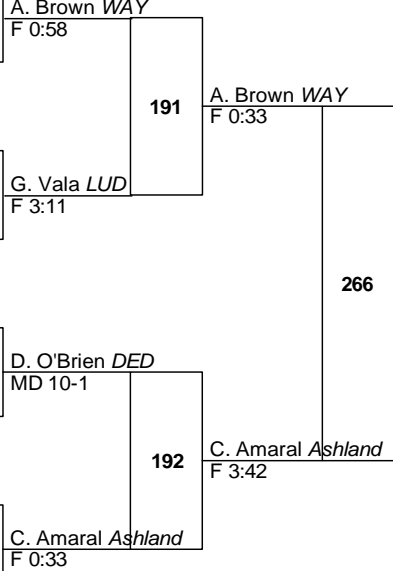 A. Brown WAY
F 0:58
191
A. Brown WAY
F 0:33
G. Vala LUD
F 3:11
266
D. O'Brien DED
MD 10-1
192
C. Amaral Ashland
F 3:42
C. Amaral Ashland
F 0:33